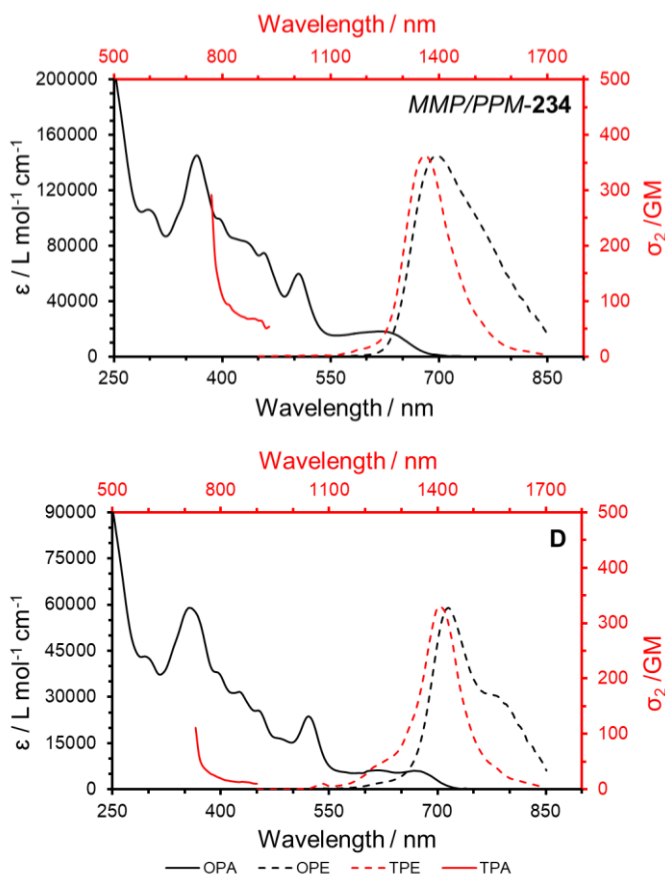 Wavelength / nm
500 800 1100 1400 1700
200000 160000 120000 80000 40000 0
ε / L mol⁻¹ cm⁻¹
MMP/PPM-234
500 400 300 200 100 0
σ₂ /GM
250 400 550 700 850
Wavelength / nm
Wavelength / nm
500 800 1100 1400 1700
90000 75000 60000 45000 30000 15000 0
ε / L mol⁻¹ cm⁻¹
D
500 400 300 200 100 0
σ₂ /GM
250 400 550 700 850
Wavelength / nm
OPA OPE TPE TPA